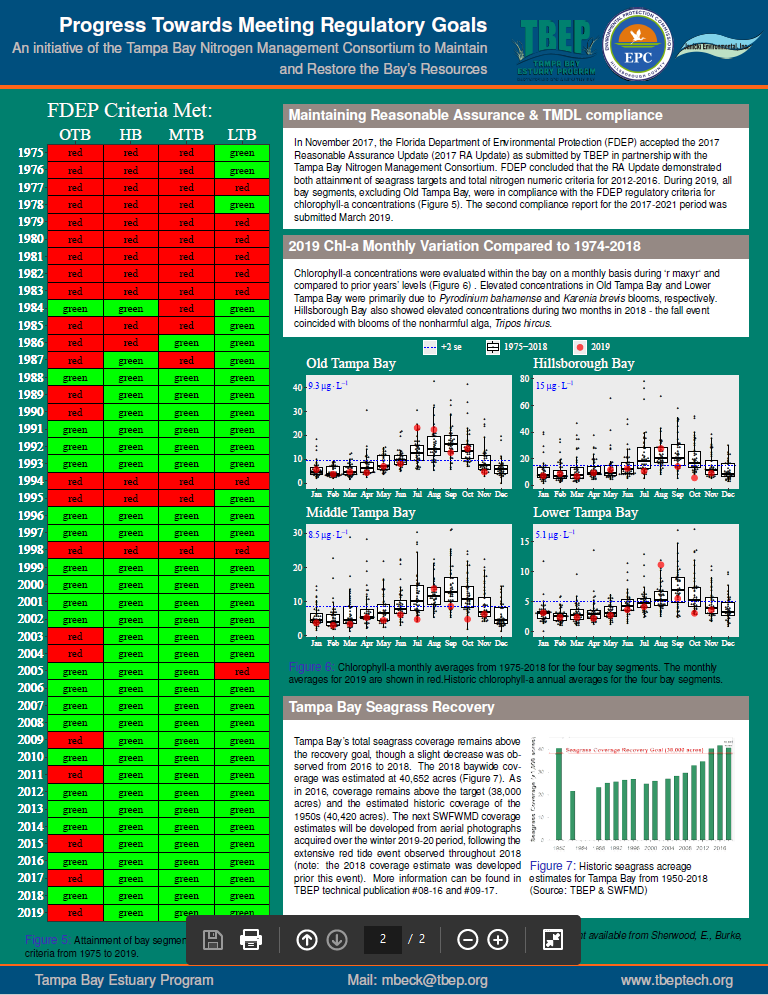 Progress Towards Meeting Regulatory Goals
An initiative of the Tampa Bay Nitrogen Management Consortium to Maintain
and Restore the Bay's Resources
TBEP
TAMPA BAY
ESTUARY PROGRAM
ENVIRONMENTAL PROTECTION COMMISSION
EPC
HILLSBOROUGH COUNTY
Janicki Environmental, Inc.
FDEP Criteria Met:
OTB HB MTB LTB
1975 red red red green
1976 red red red green
1977 red red red red
1978 red red red green
1979 red red red red
1980 red red red red
1981 red red red red
1982 red red red red
1983 red red red red
1984 green green red green
1985 red red red green
1986 red red green green
1987 red green red green
1988 green green green green
1989 red green green green
1990 red green green green
1991 green green green green
1992 green green green green
1993 green green green green
1994 red red red red
1995 red red red green
1996 green green green green
1997 green green green green
1998 red red red red
1999 green green green green
2000 green green green green
2001 green green green green
2002 green green green green
2003 red green green green
2004 red green green green
2005 green green green red
2006 green green green green
2007 green green green green
2008 green green green green
2009 red green green green
2010 green green green green
2011 red green green green
2012 green green green green
2013 green green green green
2014 green green green green
2015 red green green green
2016 green green green green
2017 red green green green
2018 green green green green
2019 red green green green
Figure 5: Attainment of bay segmen
criteria from 1975 to 2019.
Maintaining Reasonable Assurance & TMDL compliance
In November 2017, the Florida Department of Environmental Protection (FDEP) accepted the 2017
Reasonable Assurance Update (2017 RA Update) as submitted by TBEP in partnership with the
Tampa Bay Nitrogen Management Consortium. FDEP concluded that the RA Update demonstrated
both attainment of seagrass targets and total nitrogen numeric criteria for 2012-2016. During 2019, all
bay segments, excluding Old Tampa Bay, were in compliance with the FDEP regulatory criteria for
chlorophyll-a concentrations (Figure 5). The second compliance report for the 2017-2021 period was
submitted March 2019.
2019 Chl-a Monthly Variation Compared to 1974-2018
Chlorophyll-a concentrations were evaluated within the bay on a monthly basis during 'r maxyr' and
compared to prior years' levels (Figure 6) . Elevated concentrations in Old Tampa Bay and Lower
Tampa Bay were primarily due to Pyrodinium bahamense and Karenia brevis blooms, respectively.
Hillsborough Bay also showed elevated concentrations during two months in 2018 - the fall event
coincided with blooms of the nonharmful alga, Tripos hircus.
+2 se 1975−2018 2019
Old Tampa Bay
9.3 µg·L⁻¹
40
30
20
10
0
Jan Feb Mar Apr May Jun Jul Aug Sep Oct Nov Dec
Hillsborough Bay
15 µg·L⁻¹
80
60
40
20
0
Jan Feb Mar Apr May Jun Jul Aug Sep Oct Nov Dec
Middle Tampa Bay
8.5 µg·L⁻¹
30
20
10
0
Jan Feb Mar Apr May Jun Jul Aug Sep Oct Nov Dec
Lower Tampa Bay
5.1 µg·L⁻¹
15
10
5
0
Jan Feb Mar Apr May Jun Jul Aug Sep Oct Nov Dec
Figure 6: Chlorophyll-a monthly averages from 1975-2018 for the four bay segments. The monthly
averages for 2019 are shown in red.Historic chlorophyll-a annual averages for the four bay segments.
Tampa Bay Seagrass Recovery
Tampa Bay's total seagrass coverage remains above
the recovery goal, though a slight decrease was ob-
served from 2016 to 2018. The 2018 baywide cov-
erage was estimated at 40,652 acres (Figure 7). As
in 2016, coverage remains above the target (38,000
acres) and the estimated historic coverage of the
1950s (40,420 acres). The next SWFWMD coverage
estimates will be developed from aerial photographs
acquired over the winter 2019-20 period, following the
extensive red tide event observed throughout 2018
(note: the 2018 coverage estimate was developed
prior this event). More information can be found in
TBEP technical publication #08-16 and #09-17.
Seagrass Coverage (x1,000 acres)
Seagrass Coverage Recovery Goal (38,000 acres)
40
30
20
10
0
1950 1982 1988 1992 1996 2000 2004 2008 2012 2016
Figure 7: Historic seagrass acreage
estimates for Tampa Bay from 1950-2018
(Source: TBEP & SWFMD)
t available from Sherwood, E., Burke,
2 / 2
Tampa Bay Estuary Program
Mail: mbeck@tbep.org
www.tbeptech.org